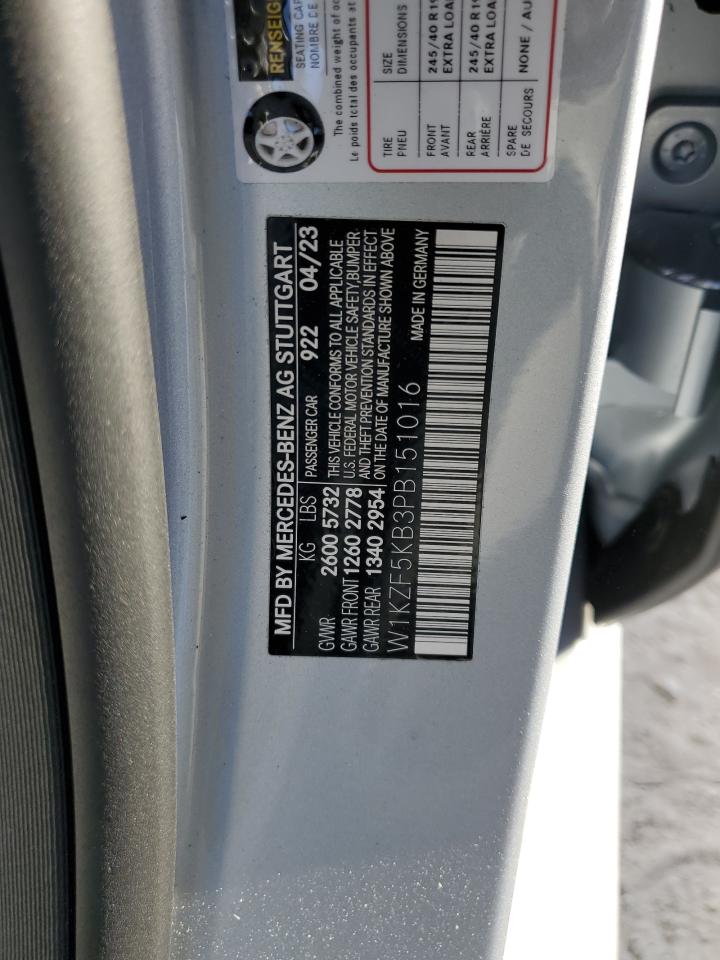 RENSEIG
SEATING CAP
NOMBRE DE
The combined weight of oc
Le poids total des occupants et
TIRE SIZE
PNEU DIMENSIONS
FRONT 245/40 R19
AVANT EXTRA LOA
REAR 245/40 R19
ARRIÈRE EXTRA LOA
SPARE NONE / AU
DE SECOURS
MFD BY MERCEDES-BENZ AG STUTTGART
KG LBS PASSENGER CAR 922 04/23
GVWR 2600 5732 THIS VEHICLE CONFORMS TO ALL APPLICABLE
GAWR FRONT 1260 2778 U.S. FEDERAL MOTOR VEHICLE SAFETY,BUMPER,
GAWR REAR 1340 2954 AND THEFT PREVENTION STANDARDS IN EFFECT
ON THE DATE OF MANUFACTURE SHOWN ABOVE
W1KZF5KB3PB151016 MADE IN GERMANY